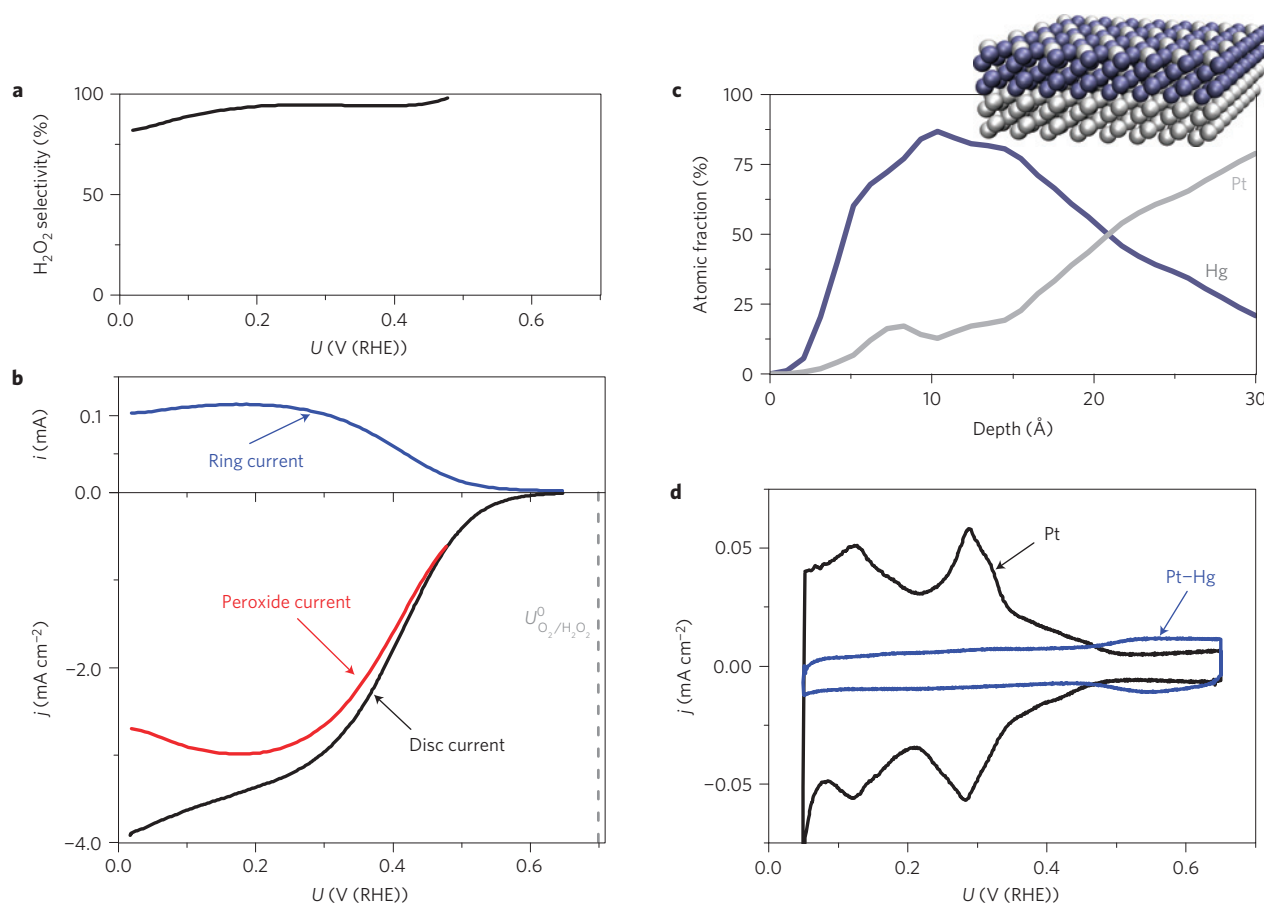 a
100
50
0
H₂O₂ selectivity (%)
0.0 0.2 0.4 0.6
U (V (RHE))
b
0.1
0.0
i (mA)
Ring current
Peroxide current
Disc current
U⁰O₂/H₂O₂
−2.0
−4.0
j (mA cm⁻²)
0.0 0.2 0.4 0.6
U (V (RHE))
c
100
75
50
25
0
Atomic fraction (%)
Pt
Hg
0 10 20 30
Depth (Å)
d
0.05
0.00
−0.05
j (mA cm⁻²)
Pt
Pt–Hg
0.0 0.2 0.4 0.6
U (V (RHE))